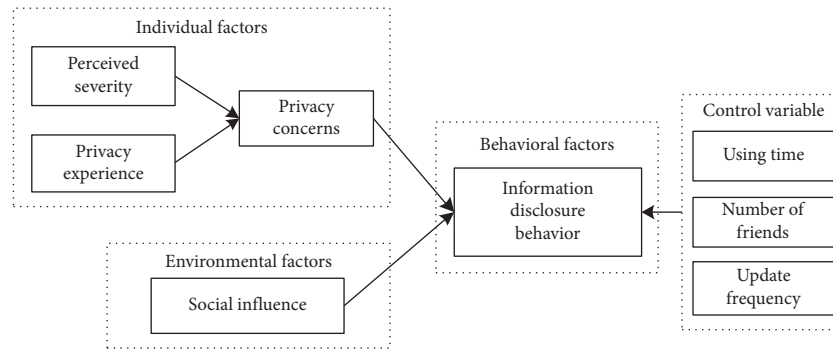 Individual factors
Perceived
severity
Privacy
experience
Privacy
concerns
Environmental factors
Social influence
Behavioral factors
Information
disclosure
behavior
Control variable
Using time
Number of
friends
Update
frequency